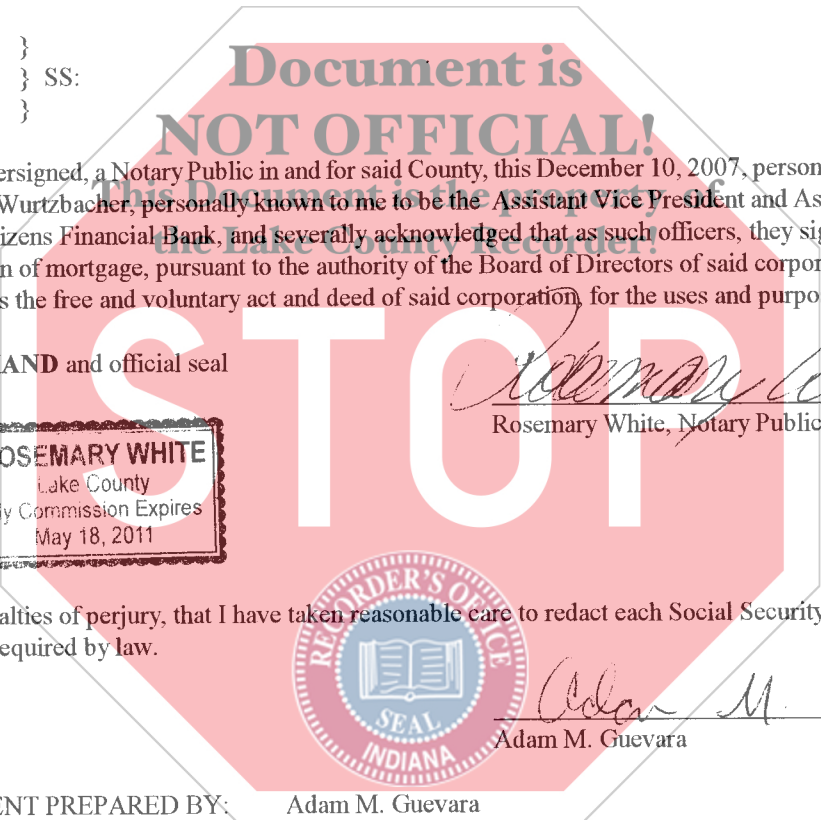 }
} SS:
}
Document is
NOT OFFICIAL!
This Document is the property of
the Lake County Recorder!
ersigned, a Notary Public in and for said County, this December 10, 2007, person
Wurtzbacher, personally known to me to be the Assistant Vice President and As
izens Financial Bank, and severally acknowledged that as such officers, they sig
n of mortgage, pursuant to the authority of the Board of Directors of said corpor
s the free and voluntary act and deed of said corporation, for the uses and purpo
STOP
AND and official seal
Rosemary
Rosemary White, Notary Public
OSEMARY WHITE
Lake County
My Commission Expires
May 18, 2011
alties of perjury, that I have taken reasonable care to redact each Social Security
equired by law.
RECORDER'S OFFICE
SEAL
INDIANA
Adam M.
Adam M. Guevara
ENT PREPARED BY: Adam M. Guevara